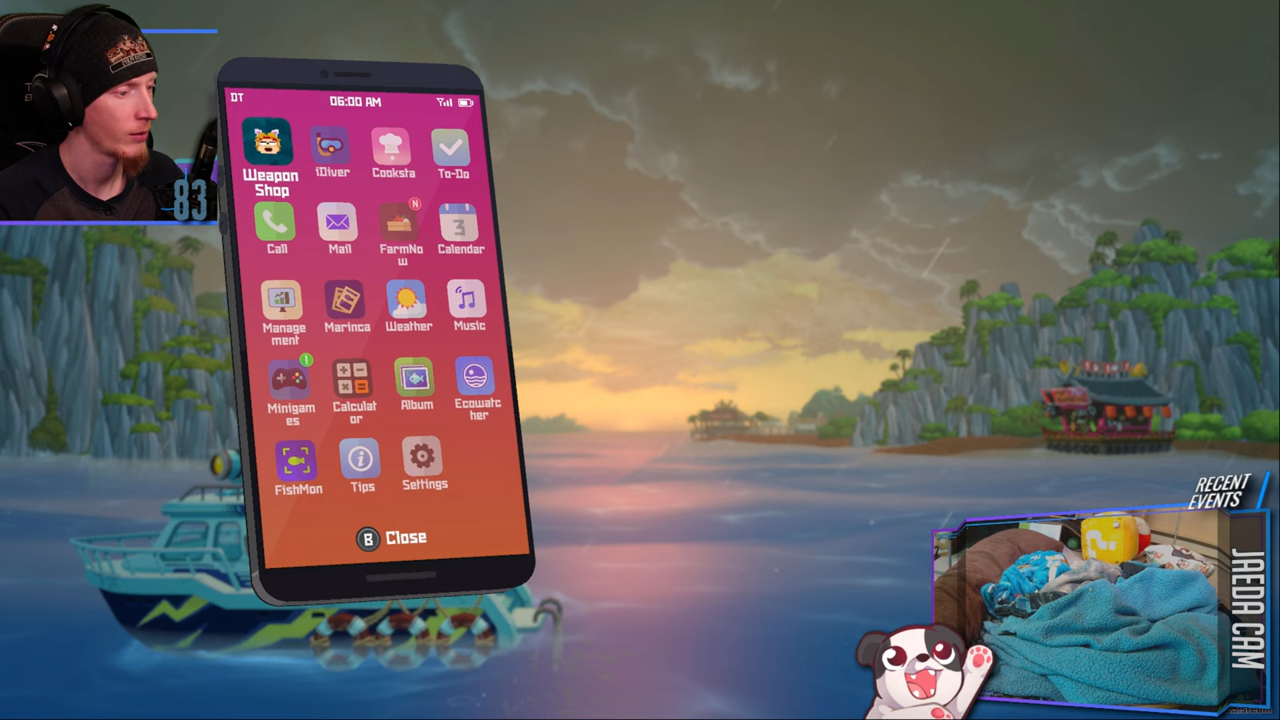 DT
06:00 AM
Weapon
Shop
iDiver
Cooksta
To-Do
Call
Mail
N
FarmNo
w
3
Calendar
Manage
ment
Marinca
Weather
Music
Minigam
es
Calculat
or
Album
Ecowatc
her
FishMon
Tips
Settings
B Close
83
RECENT
EVENTS
JAEDA CAM